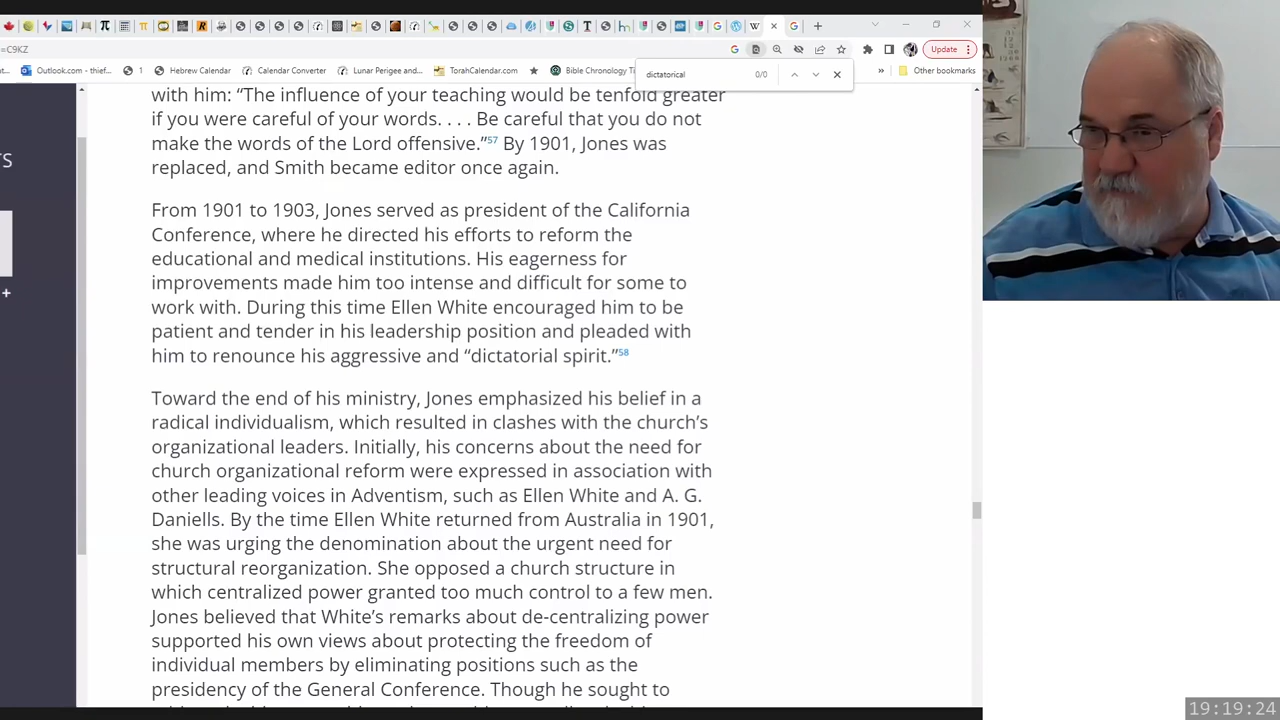 =C9KZ
Update
Outlook.com - thief...
1
Hebrew Calendar
Calendar Converter
Lunar Perigee and...
TorahCalendar.com
Bible Chronology Ti
»
Other bookmarks
dictatorical
0/0
TS
+
with him: “The influence of your teaching would be tenfold greater
if you were careful of your words. . . . Be careful that you do not
make the words of the Lord offensive.”57 By 1901, Jones was
replaced, and Smith became editor once again.
From 1901 to 1903, Jones served as president of the California
Conference, where he directed his efforts to reform the
educational and medical institutions. His eagerness for
improvements made him too intense and difficult for some to
work with. During this time Ellen White encouraged him to be
patient and tender in his leadership position and pleaded with
him to renounce his aggressive and “dictatorial spirit.”58
Toward the end of his ministry, Jones emphasized his belief in a
radical individualism, which resulted in clashes with the church’s
organizational leaders. Initially, his concerns about the need for
church organizational reform were expressed in association with
other leading voices in Adventism, such as Ellen White and A. G.
Daniells. By the time Ellen White returned from Australia in 1901,
she was urging the denomination about the urgent need for
structural reorganization. She opposed a church structure in
which centralized power granted too much control to a few men.
Jones believed that White’s remarks about de-centralizing power
supported his own views about protecting the freedom of
individual members by eliminating positions such as the
presidency of the General Conference. Though he sought to
19:19:24